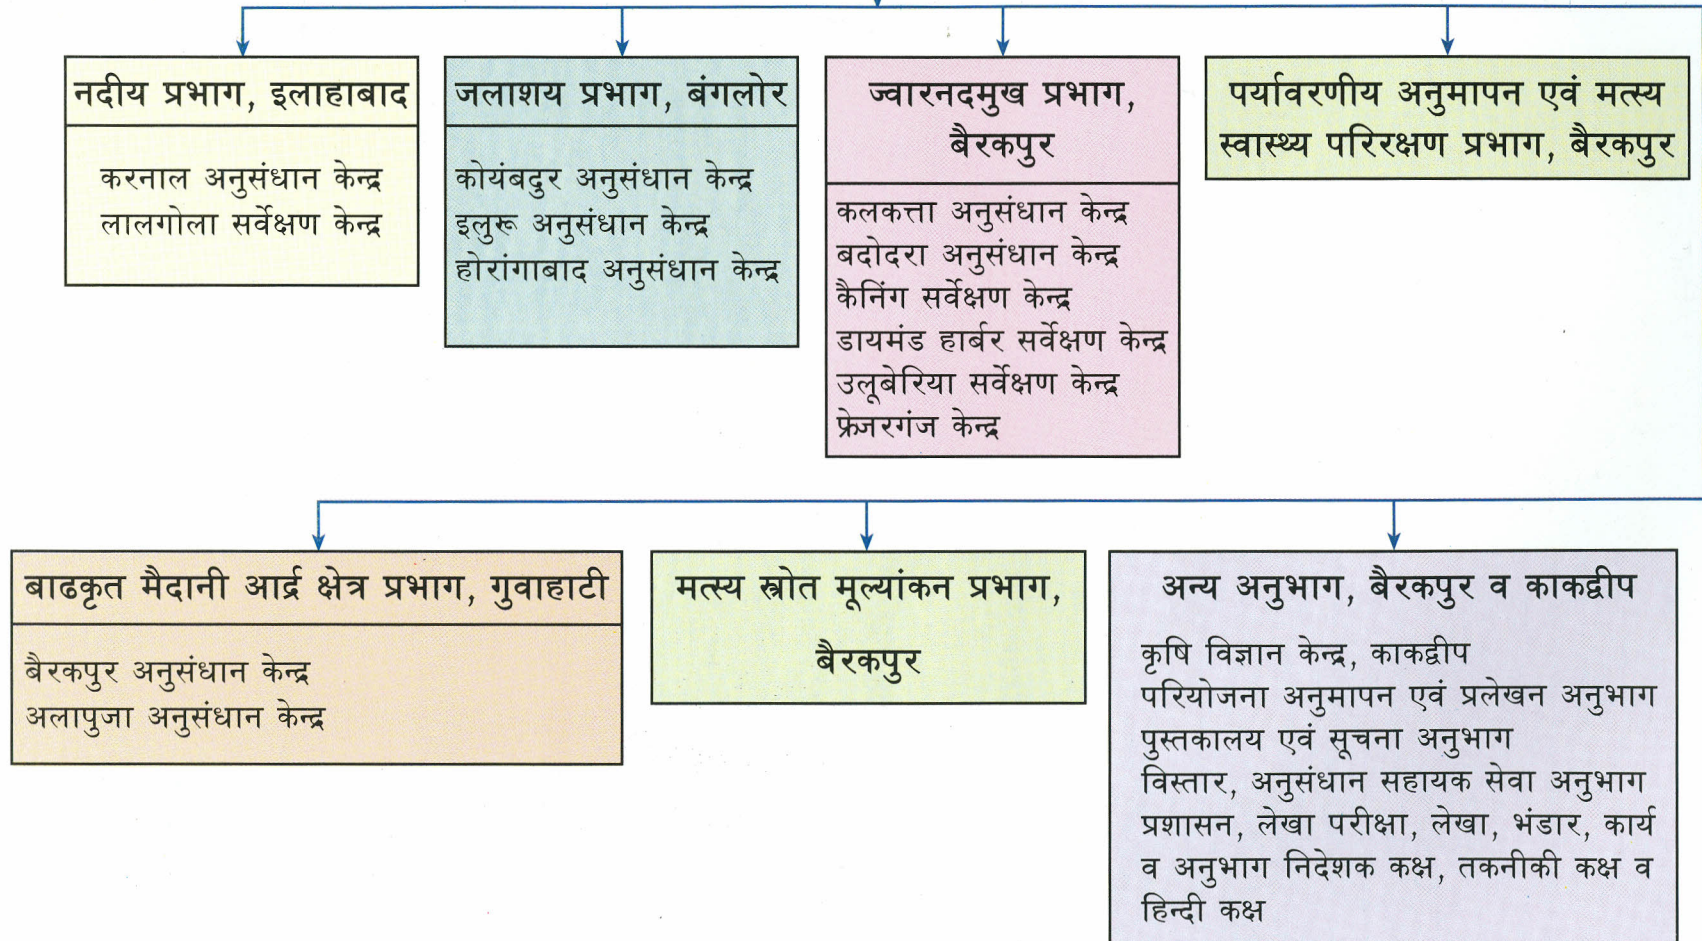 नदीय प्रभाग, इलाहाबाद
करनाल अनुसंधान केन्द्र
लालगोला सर्वेक्षण केन्द्र
जलाशय प्रभाग, बंगलोर
कोयंबदुर अनुसंधान केन्द्र
इलुरू अनुसंधान केन्द्र
होरांगाबाद अनुसंधान केन्द्र
ज्वारनदमुख प्रभाग,
बैरकपुर
कलकत्ता अनुसंधान केन्द्र
बदोदरा अनुसंधान केन्द्र
कैनिंग सर्वेक्षण केन्द्र
डायमंड हार्बर सर्वेक्षण केन्द्र
उलूबेरिया सर्वेक्षण केन्द्र
फ्रेजरगंज केन्द्र
पर्यावरणीय अनुमापन एवं मत्स्य
स्वास्थ्य परिरक्षण प्रभाग, बैरकपुर
बाढकृत मैदानी आर्द्र क्षेत्र प्रभाग, गुवाहाटी
बैरकपुर अनुसंधान केन्द्र
अलापुजा अनुसंधान केन्द्र
मत्स्य स्त्रोत मूल्यांकन प्रभाग,
बैरकपुर
अन्य अनुभाग, बैरकपुर व काकद्वीप
कृषि विज्ञान केन्द्र, काकद्वीप
परियोजना अनुमापन एवं प्रलेखन अनुभाग
पुस्तकालय एवं सूचना अनुभाग
विस्तार, अनुसंधान सहायक सेवा अनुभाग
प्रशासन, लेखा परीक्षा, लेखा, भंडार, कार्य
व अनुभाग निदेशक कक्ष, तकनीकी कक्ष व
हिन्दी कक्ष